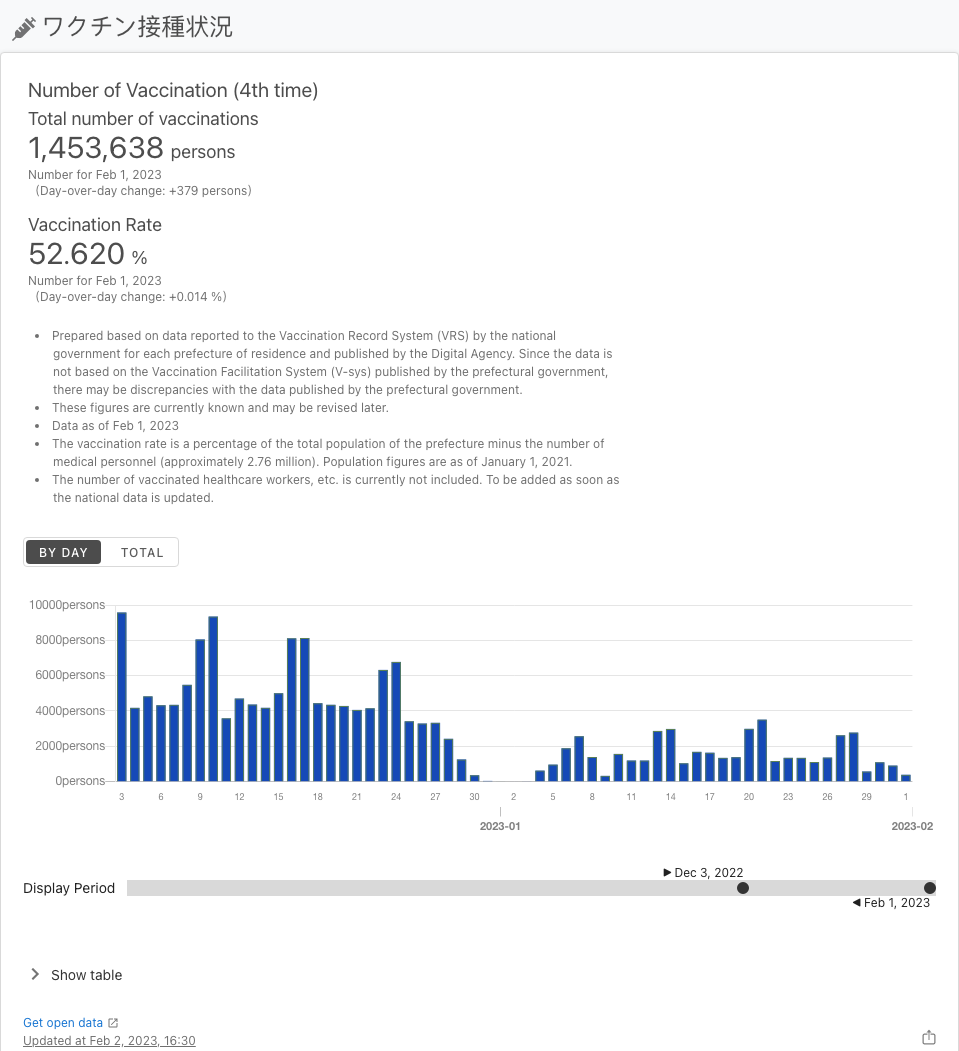 ワクチン接種状況
Number of Vaccination (4th time)
Total number of vaccinations
1,453,638 persons
Number for Feb 1, 2023
(Day-over-day change: +379 persons)
Vaccination Rate
52.620 %
Number for Feb 1, 2023
(Day-over-day change: +0.014 %)
• Prepared based on data reported to the Vaccination Record System (VRS) by the national
government for each prefecture of residence and published by the Digital Agency. Since the data is
not based on the Vaccination Facilitation System (V-sys) published by the prefectural government,
there may be discrepancies with the data published by the prefectural government.
• These figures are currently known and may be revised later.
• Data as of Feb 1, 2023
• The vaccination rate is a percentage of the total population of the prefecture minus the number of
medical personnel (approximately 2.76 million). Population figures are as of January 1, 2021.
• The number of vaccinated healthcare workers, etc. is currently not included. To be added as soon as
the national data is updated.
BY DAY TOTAL
10000persons
8000persons
6000persons
4000persons
2000persons
0persons
3 6 9 12 15 18 21 24 27 30 2 5 8 11 14 17 20 23 26 29 1
2023-01 2023-02
Dec 3, 2022
Display Period
Feb 1, 2023
Show table
Get open data
Updated at Feb 2, 2023, 16:30